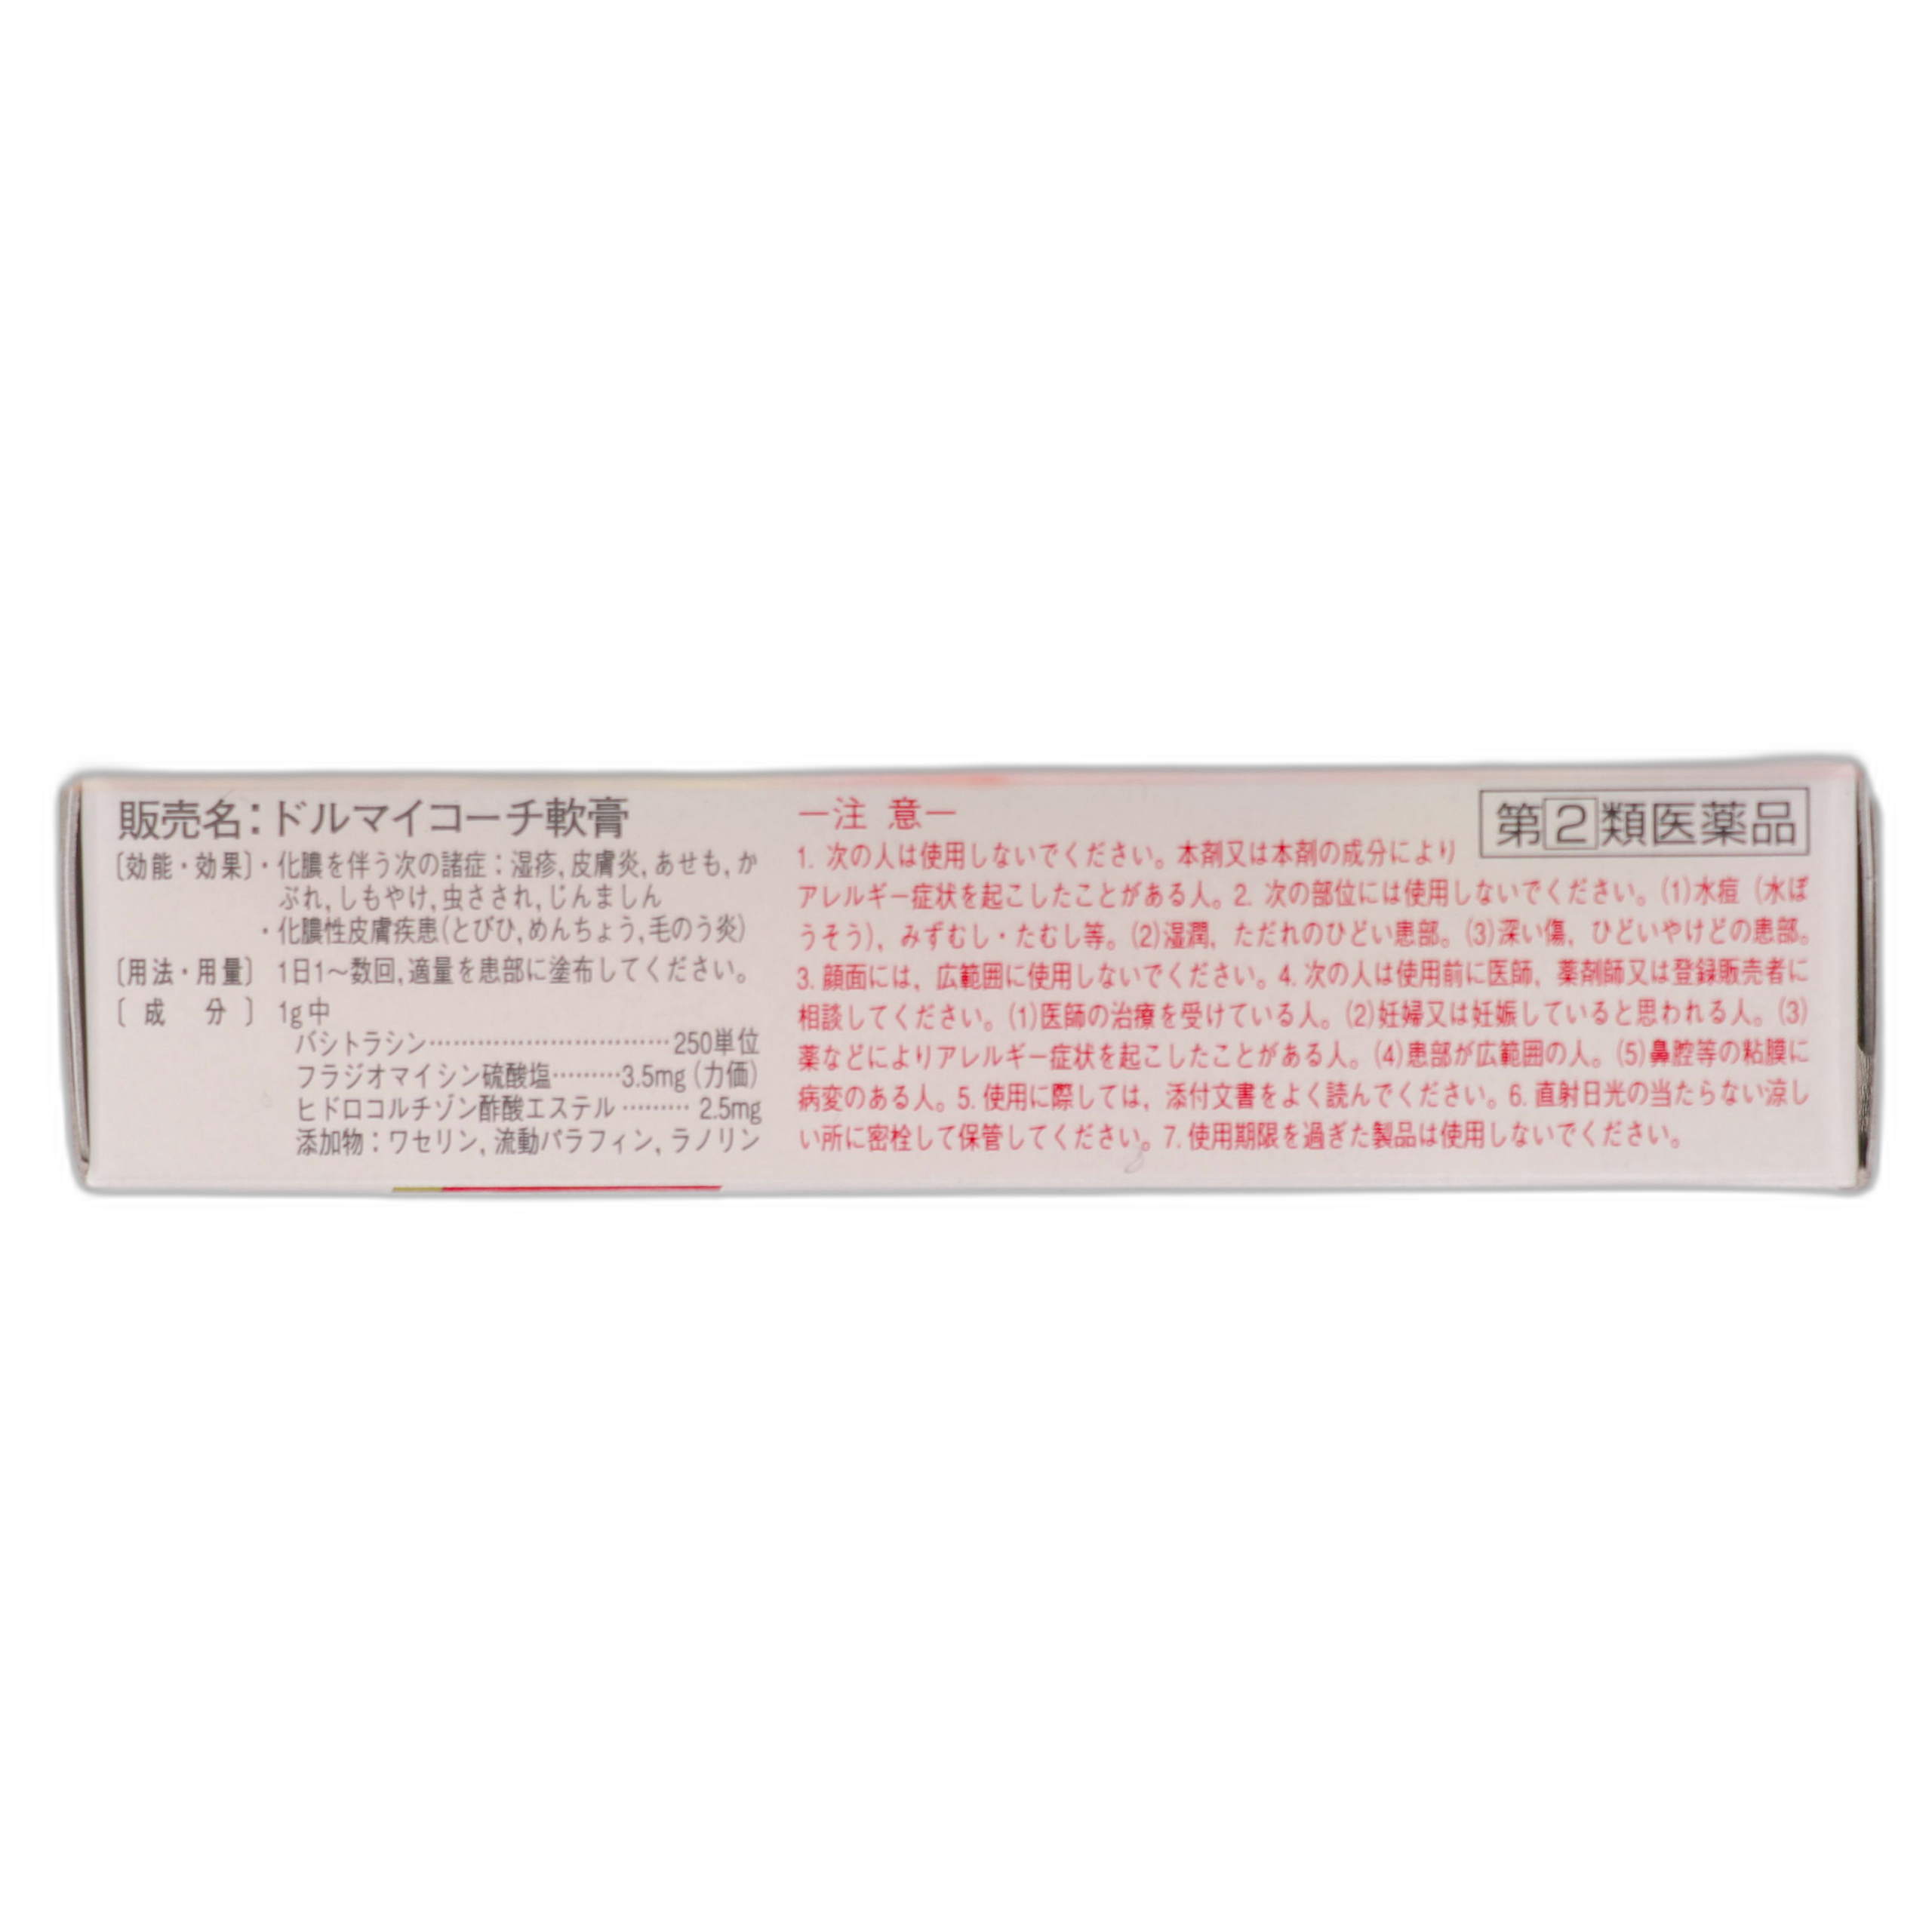 販売名：ドルマイコーチ軟膏
〔効能・効果〕・化膿を伴う次の諸症：湿疹,皮膚炎,あせも,か
ぶれ,しもやけ,虫さされ,じんましん
・化膿性皮膚疾患(とびひ,めんちょう,毛のう炎)
〔用法・用量〕 1日1〜数回,適量を患部に塗布してください。
〔成　分〕 1g中
バシトラシン…………………………250単位
フラジオマイシン硫酸塩………3.5mg(力価)
ヒドロコルチゾン酢酸エステル………2.5mg
添加物：ワセリン,流動パラフィン,ラノリン
ー注 意ー
第②類医薬品
1. 次の人は使用しないでください。本剤又は本剤の成分により
アレルギー症状を起こしたことがある人。2. 次の部位には使用しないでください。(1)水痘（水ぼ
うそう），みずむし・たむし等。(2)湿潤，ただれのひどい患部。(3)深い傷，ひどいやけどの患部。
3. 顔面には，広範囲に使用しないでください。4. 次の人は使用前に医師，薬剤師又は登録販売者に
相談してください。(1)医師の治療を受けている人。(2)妊婦又は妊娠していると思われる人。(3)
薬などによりアレルギー症状を起こしたことがある人。(4)患部が広範囲の人。(5)鼻腔等の粘膜に
病変のある人。5. 使用に際しては，添付文書をよく読んでください。6. 直射日光の当たらない涼し
い所に密栓して保管してください。7. 使用期限を過ぎた製品は使用しないでください。